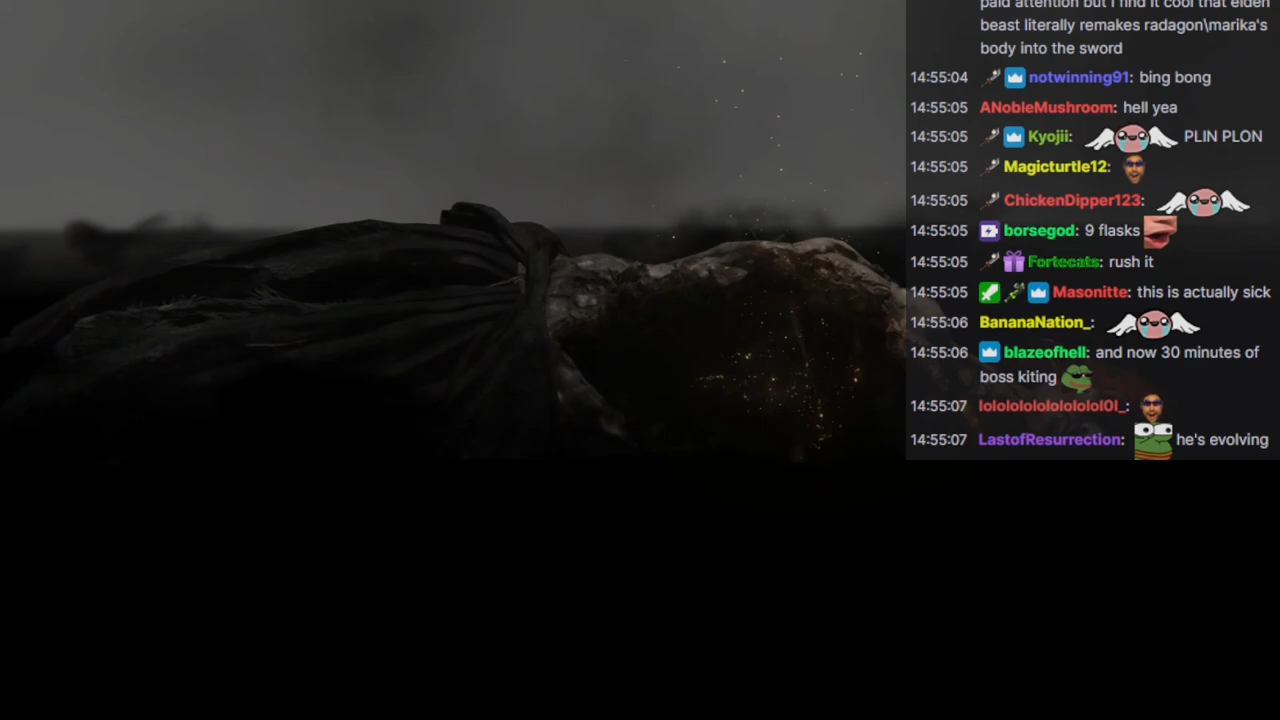 paid attention but I find it cool that elden
beast literally remakes radagon\marika's
body into the sword
14:55:04 notwinning91: bing bong
14:55:05 ANobleMushroom: hell yea
14:55:05 Kyojii: PLIN PLON
14:55:05 Magicturtle12:
14:55:05 ChickenDipper123:
14:55:05 borsegod: 9 flasks
14:55:05 Fortecats: rush it
14:55:05 Masonitte: this is actually sick
14:55:06 BananaNation_:
14:55:06 blazeofhell: and now 30 minutes of
boss kiting
14:55:07 lolololololololololol0l_:
14:55:07 LastofResurrection: he's evolving